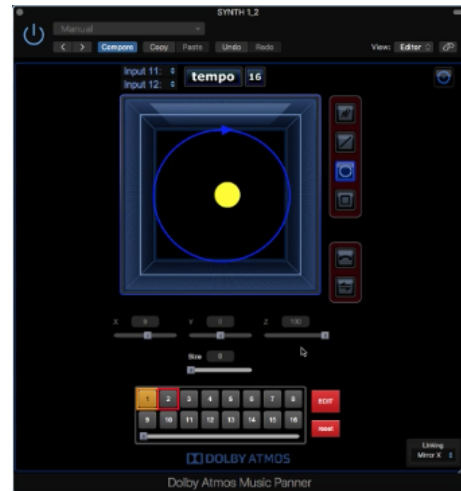 SYNTH 1_2
Manual
< > Compare Copy Paste Undo Redo View: Editor
Input 11:
Input 12:
tempo 16
X 6 Y 0 Z 100
Size 0
1 2 3 4 5 6 7 8 EDIT
9 10 11 12 13 14 15 16 reset
DOLBY ATMOS
Linking
Mirror X
Dolby Atmos Music Panner